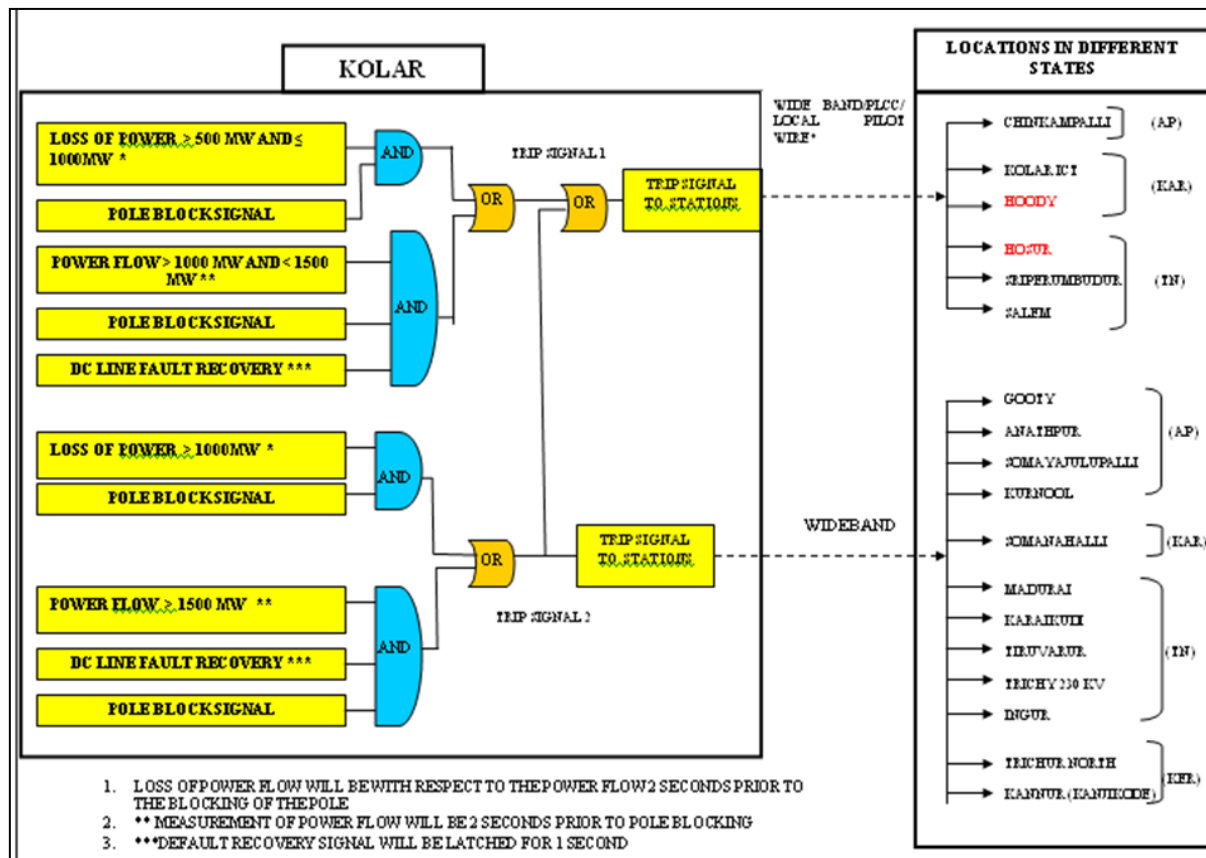 KOLAR
LOSS OF POWER > 500 MW AND ≤
1000MW *
POLE BLOCK SIGNAL
POWER FLOW > 1000 MW AND < 1500
MW **
POLE BLOCK SIGNAL
DC LINE FAULT RECOVERY ***
LOSS OF POWER > 1000MW *
POLE BLOCK SIGNAL
POWER FLOW > 1500 MW **
DC LINE FAULT RECOVERY ***
POLE BLOCK SIGNAL
AND
AND
AND
AND
OR
OR
OR
TRIP SIGNAL 1
TRIP SIGNAL
TO STATIONS
TRIP SIGNAL
TO STATIONS
TRIP SIGNAL 2
WIDE BAND/PLCC/
LOCAL PILOT
WIRE*
WIDEBAND
LOCATIONS IN DIFFERENT
STATES
CHINKAMPALLI (AP)
KOLAR ICT
HOODY
(KAR)
HOSUR
SRIPERUMBUDUR
SALEM
(TN)
GOOTY
ANATHPUR
SOMAYAJULUPALLI
KURNOOL
(AP)
SOMANAHALLI (KAR)
MADURAI
KARAIKUDI
TIRUVARUR
TRICHY 230 KV
INGUR
(TN)
TRICHUR NORTH
KANNUR (KANJIKODE)
(KER)
1. LOSS OF POWER FLOW WILL BE WITH RESPECT TO THE POWER FLOW 2 SECONDS PRIOR TO
THE BLOCKING OF THE POLE
2. ** MEASUREMENT OF POWER FLOW WILL BE 2 SECONDS PRIOR TO POLE BLOCKING
3. ***DEFAULT RECOVERY SIGNAL WILL BE LATCHED FOR 1 SECOND